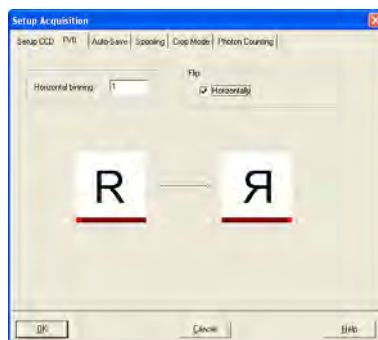 Setup Acquisition
Setup CCD FVB Auto-Save Spooling Crop Mode Photon Counting
Flip
Horizontal binning: 1
Horizontally
R Я
OK Cancel Help